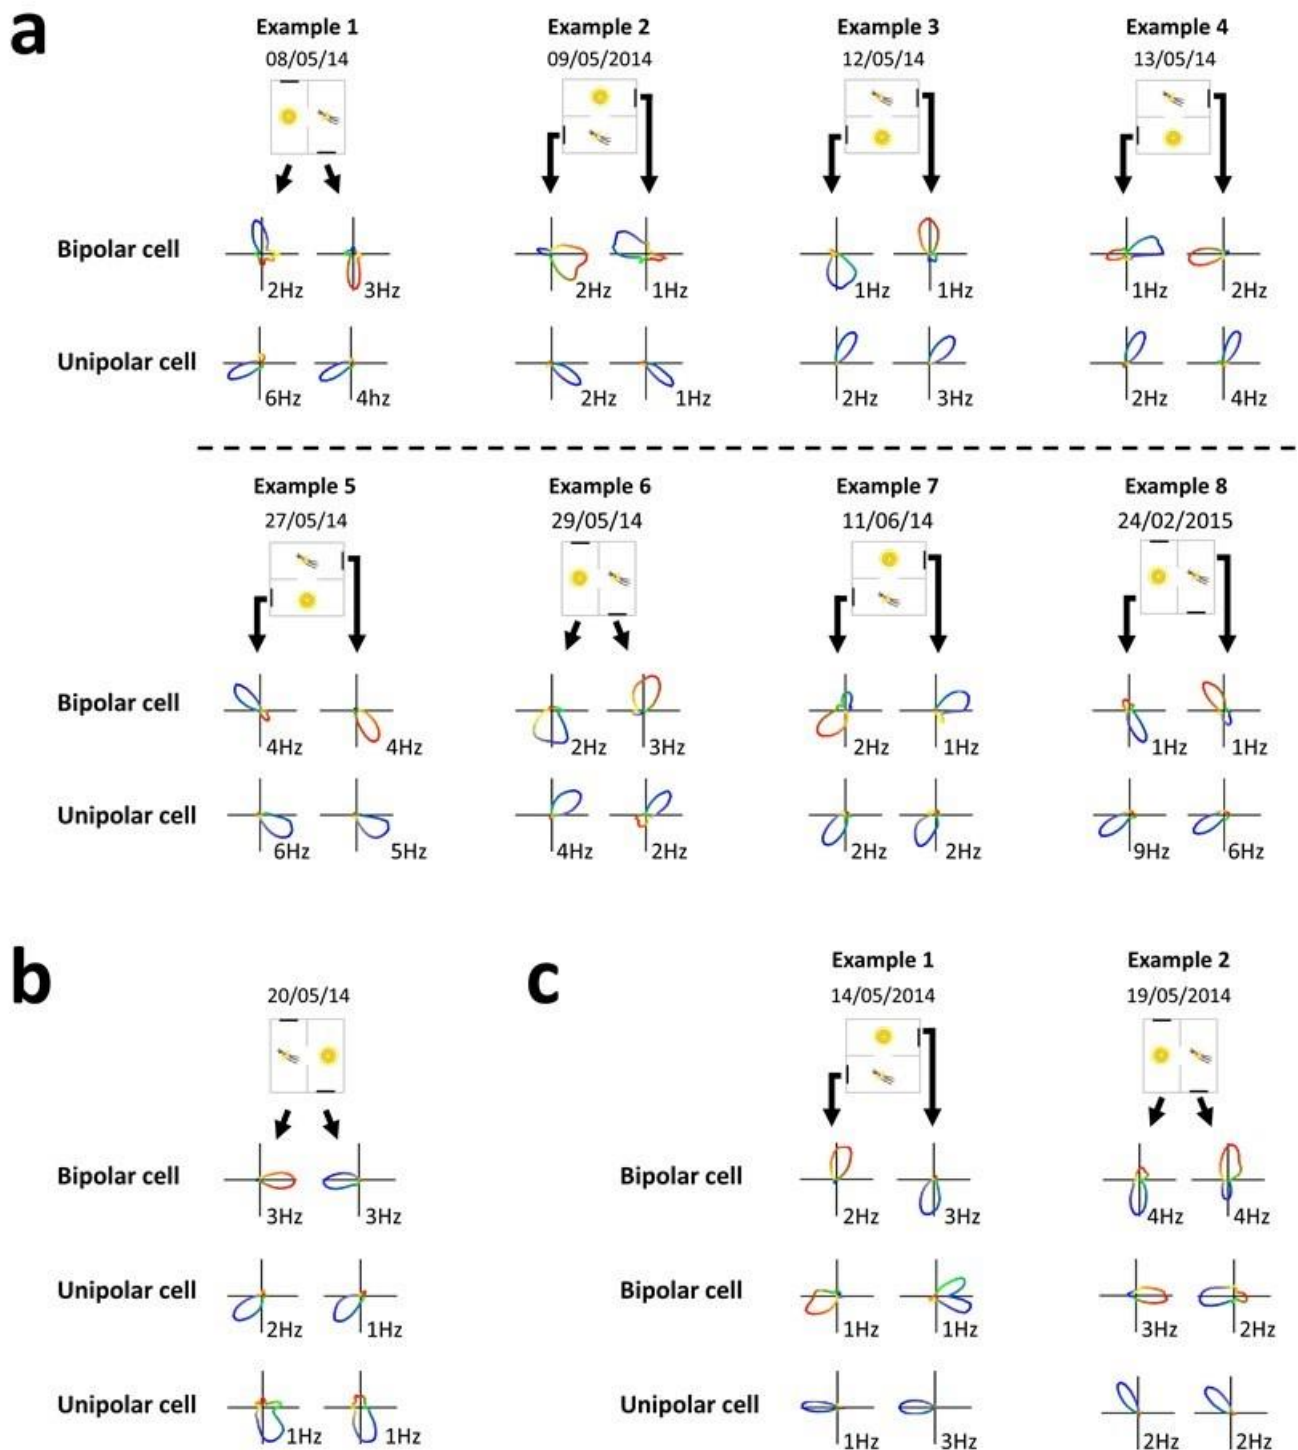 a
Example 1 Example 2 Example 3 Example 4
08/05/14 09/05/2014 12/05/14 13/05/14
Bipolar cell
2Hz 3Hz 2Hz 1Hz 1Hz 1Hz 1Hz 2Hz
Unipolar cell
6Hz 4hz 2Hz 1Hz 2Hz 3Hz 2Hz 4Hz
Example 5 Example 6 Example 7 Example 8
27/05/14 29/05/14 11/06/14 24/02/2015
Bipolar cell
4Hz 4Hz 2Hz 3Hz 2Hz 1Hz 1Hz 1Hz
Unipolar cell
6Hz 5Hz 4Hz 2Hz 2Hz 2Hz 9Hz 6Hz
b
20/05/14
Bipolar cell
3Hz 3Hz
Unipolar cell
2Hz 1Hz
Unipolar cell
1Hz 1Hz
c
Example 1 Example 2
14/05/2014 19/05/2014
Bipolar cell
2Hz 3Hz 4Hz 4Hz
Bipolar cell
1Hz 1Hz 3Hz 2Hz
Unipolar cell
1Hz 3Hz 2Hz 2Hz